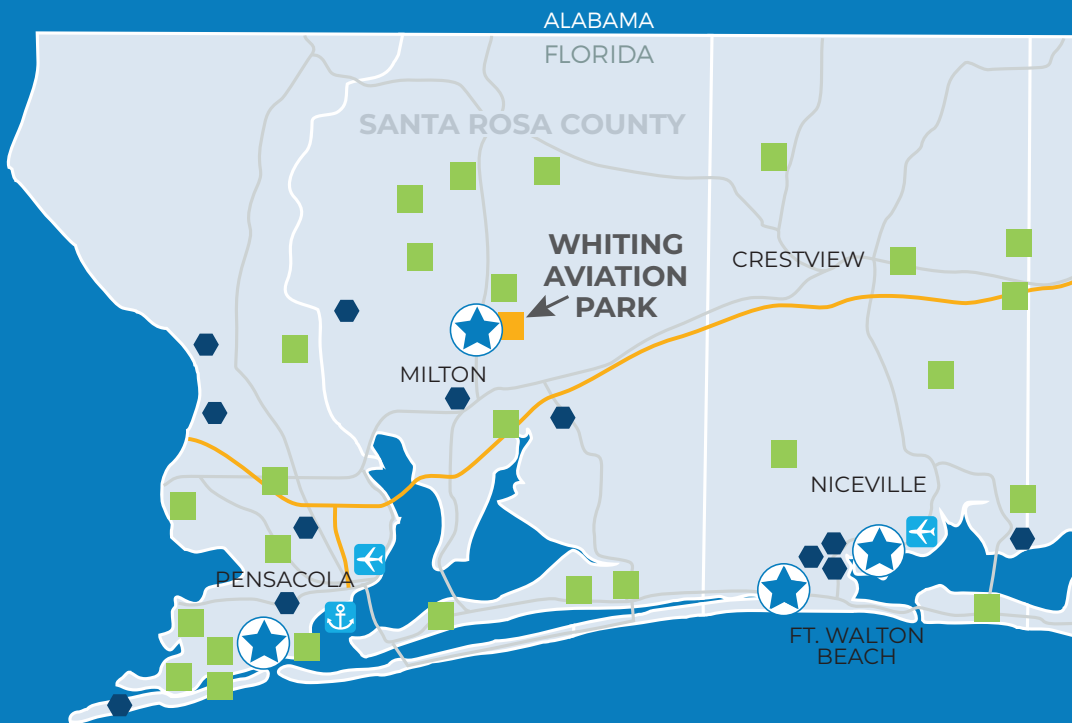 ALABAMA
FLORIDA
SANTA ROSA COUNTY
WHITING
AVIATION
PARK
CRESTVIEW
MILTON
NICEVILLE
PENSACOLA
FT. WALTON
BEACH